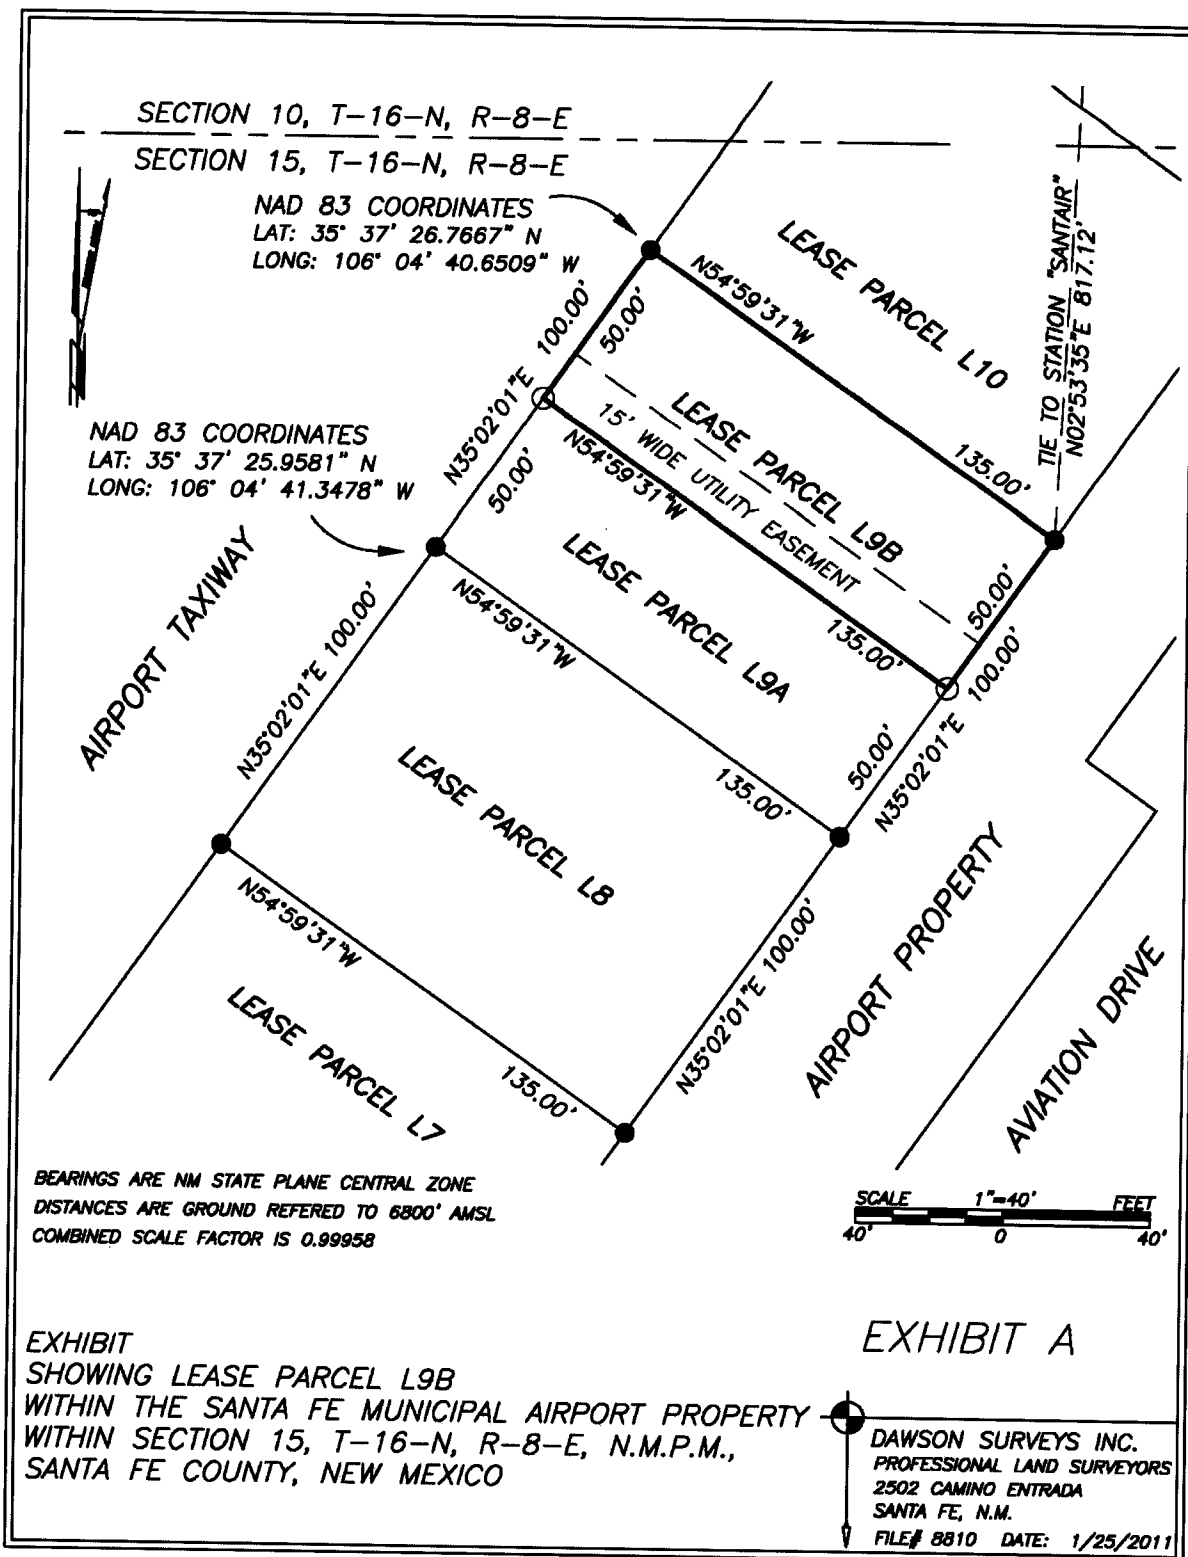 SECTION 10, T-16-N, R-8-E
SECTION 15, T-16-N, R-8-E
NAD 83 COORDINATES
LAT: 35° 37' 26.7667" N
LONG: 106° 04' 40.6509" W
NAD 83 COORDINATES
LAT: 35° 37' 25.9581" N
LONG: 106° 04' 41.3478" W
TIE TO STATION "SANTAIR"
N02°53'35"E 817.12'
LEASE PARCEL L10
N54°59'31"W
135.00'
N35°02'01"E 100.00'
50.00'
LEASE PARCEL L9B
15' WIDE UTILITY EASEMENT
N54°59'31"W
135.00'
50.00'
50.00'
LEASE PARCEL L9A
N54°59'31"W
135.00'
50.00'
N35°02'01"E 100.00'
AIRPORT TAXIWAY
N35°02'01"E 100.00'
LEASE PARCEL L8
N54°59'31"W
135.00'
N35°02'01"E 100.00'
LEASE PARCEL L7
AIRPORT PROPERTY
AVIATION DRIVE
BEARINGS ARE NM STATE PLANE CENTRAL ZONE
DISTANCES ARE GROUND REFERED TO 6800' AMSL
COMBINED SCALE FACTOR IS 0.99958
SCALE 1"=40' FEET
40' 0 40'
EXHIBIT A
EXHIBIT
SHOWING LEASE PARCEL L9B
WITHIN THE SANTA FE MUNICIPAL AIRPORT PROPERTY
WITHIN SECTION 15, T-16-N, R-8-E, N.M.P.M.,
SANTA FE COUNTY, NEW MEXICO
DAWSON SURVEYS INC.
PROFESSIONAL LAND SURVEYORS
2502 CAMINO ENTRADA
SANTA FE, N.M.
FILE# 8810 DATE: 1/25/2011